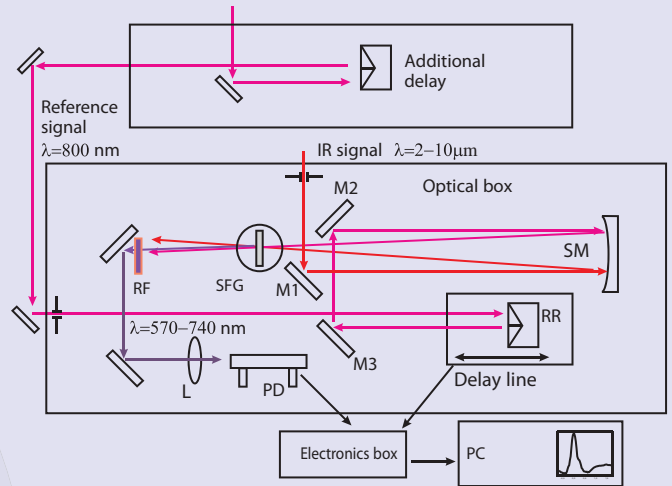 Additional
delay
Reference
signal
λ=800 nm
IR signal λ=2–10µm
M2
Optical box
SM
RF
SFG
M1
RR
λ=570–740 nm
M3
Delay line
L
PD
Electronics box
PC